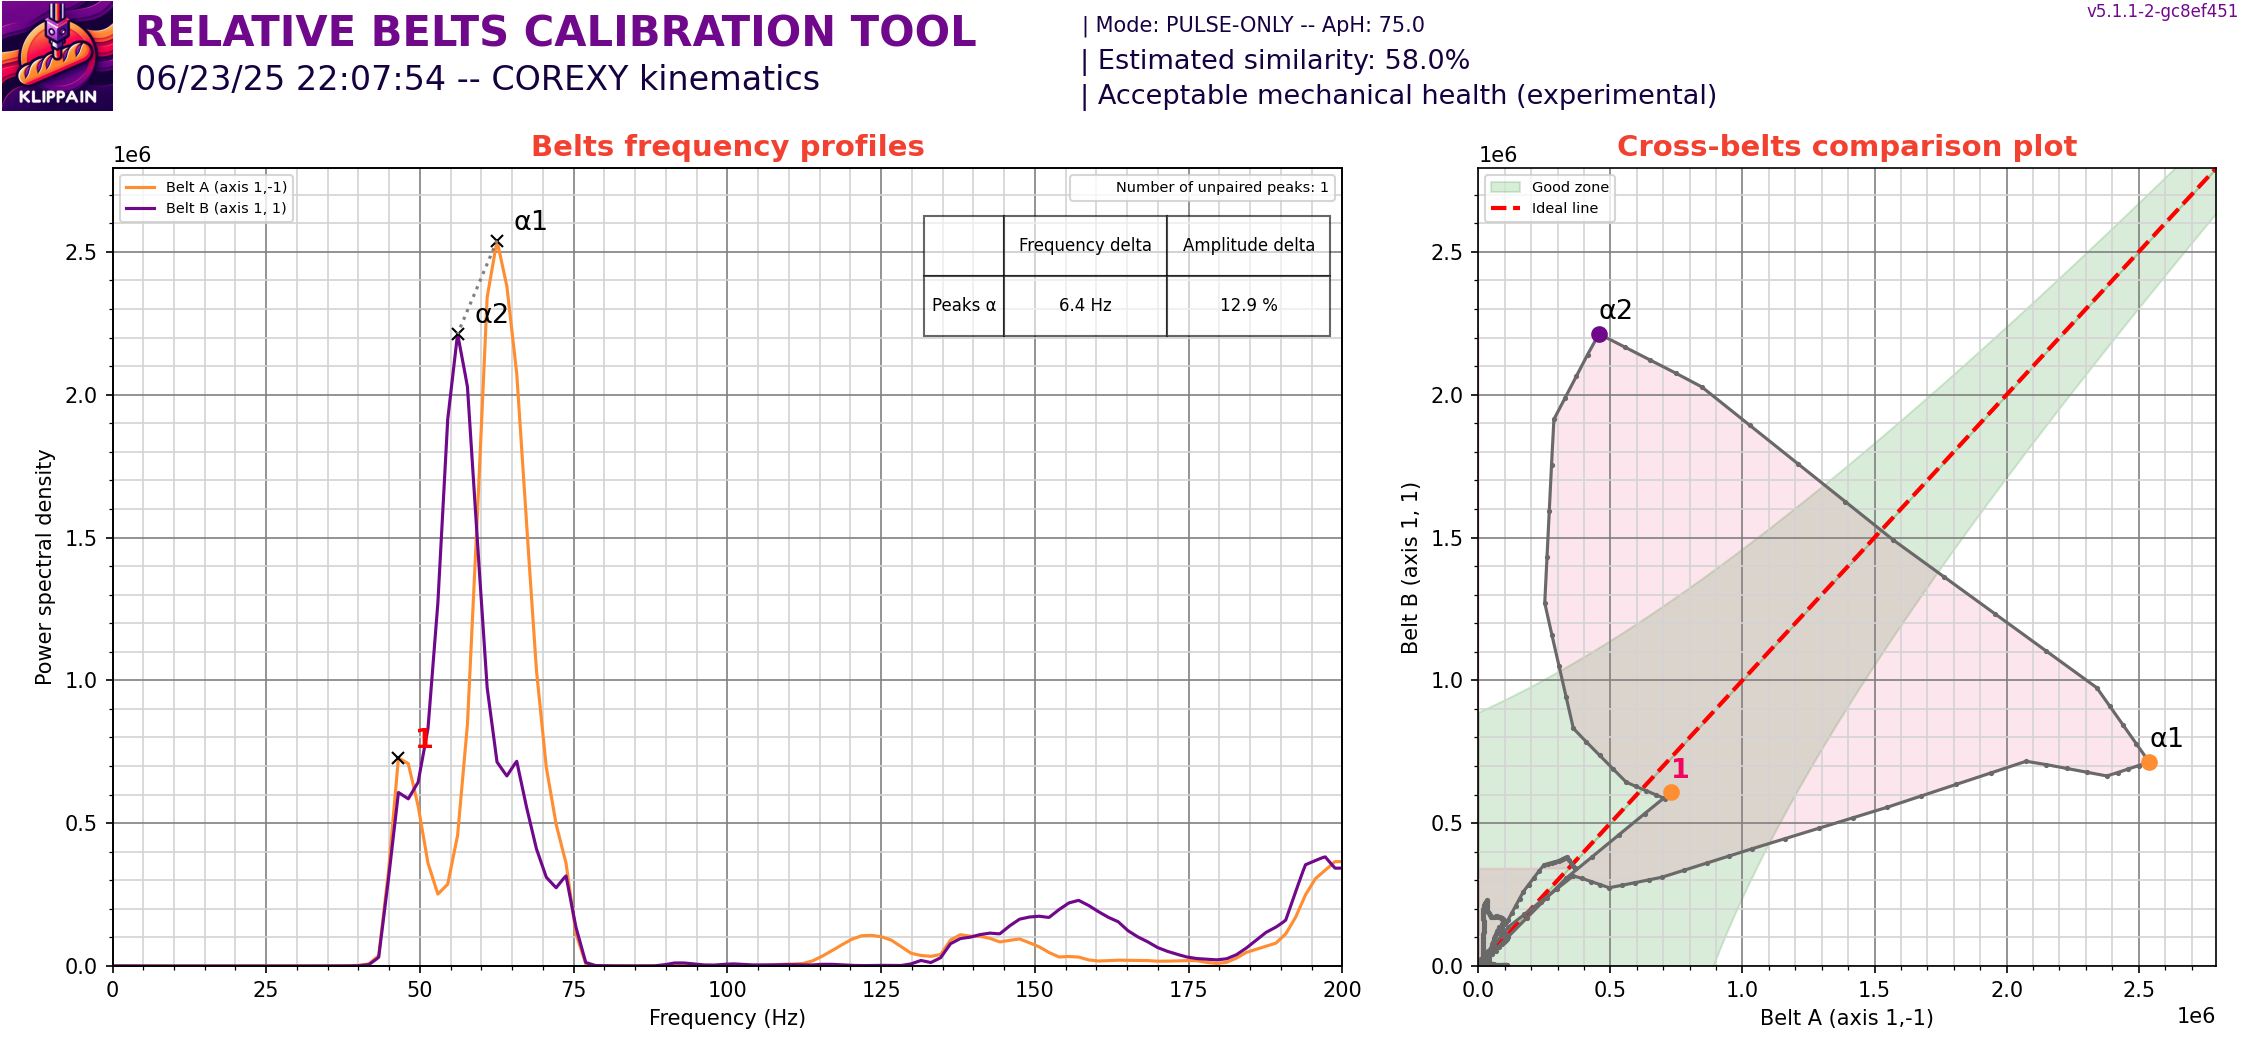 KLIPPAIN
RELATIVE BELTS CALIBRATION TOOL
06/23/25 22:07:54 -- COREXY kinematics
| Mode: PULSE-ONLY -- ApH: 75.0
| Estimated similarity: 58.0%
| Acceptable mechanical health (experimental)
v5.1.1-2-gc8ef451
Belts frequency profiles
1e6
Belt A (axis 1,-1)
Belt B (axis 1, 1)
Number of unpaired peaks: 1
Frequency delta Amplitude delta
Peaks α 6.4 Hz 12.9 %
α1
α2
1
2.5
2.0
1.5
1.0
0.5
0.0
Power spectral density
0 25 50 75 100 125 150 175 200
Frequency (Hz)
Cross-belts comparison plot
1e6
Good zone
Ideal line
α2
α1
1
2.5
2.0
1.5
1.0
0.5
0.0
Belt B (axis 1, 1)
0.0 0.5 1.0 1.5 2.0 2.5
Belt A (axis 1,-1)
1e6